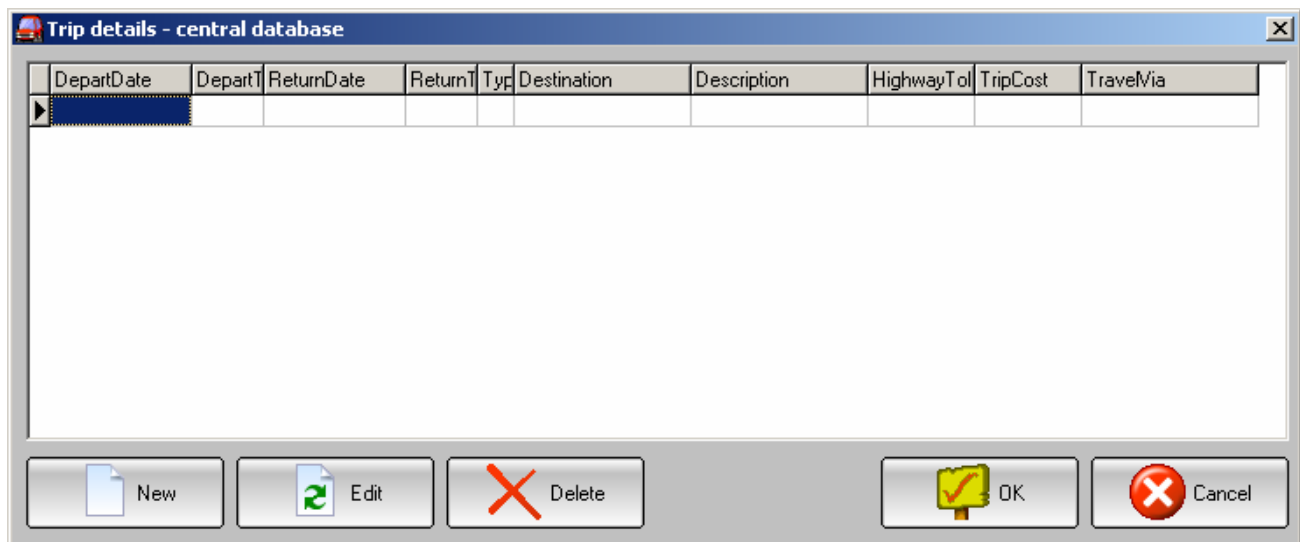 Trip details - central database
DepartDate DepartT ReturnDate ReturnT Typ Destination Description HighwayTol TripCost TravelVia
New Edit Delete OK Cancel